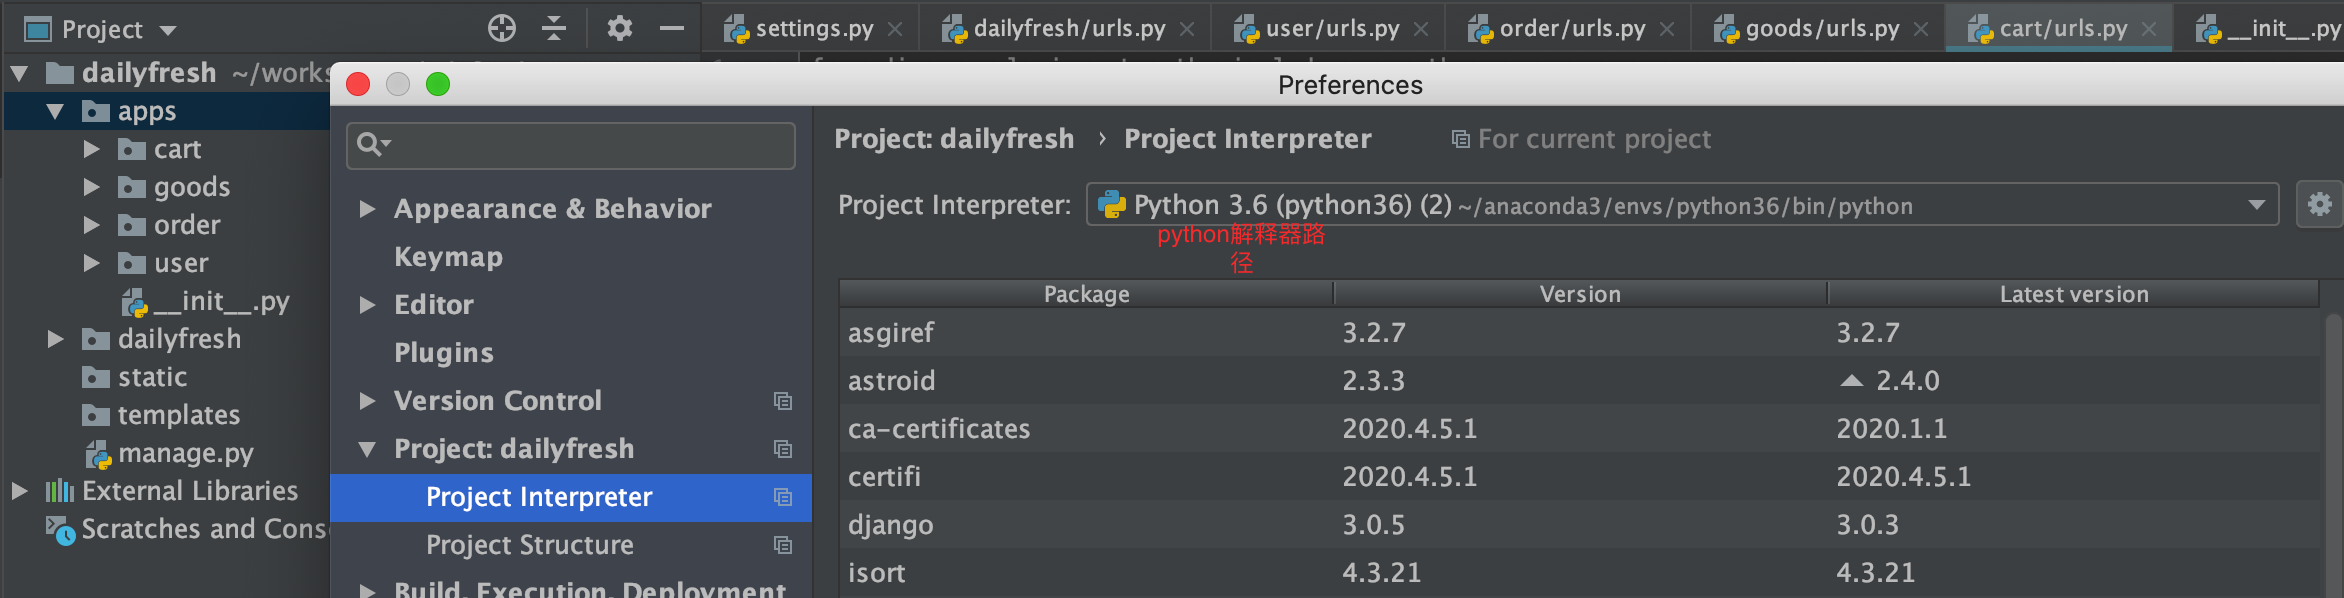 Project
settings.py
dailyfresh/urls.py
user/urls.py
order/urls.py
goods/urls.py
cart/urls.py
__init__.py
dailyfresh ~/works
apps
cart
goods
order
user
__init__.py
dailyfresh
static
templates
manage.py
External Libraries
Scratches and Cons
Preferences
Appearance & Behavior
Keymap
Editor
Plugins
Version Control
Project: dailyfresh
Project Interpreter
Project Structure
Build, Execution, Deployment
Project: dailyfresh › Project Interpreter For current project
Project Interpreter: Python 3.6 (python36) (2) ~/anaconda3/envs/python36/bin/python
python解释器路
径
Package Version Latest version
asgiref 3.2.7 3.2.7
astroid 2.3.3 2.4.0
ca-certificates 2020.4.5.1 2020.1.1
certifi 2020.4.5.1 2020.4.5.1
django 3.0.5 3.0.3
isort 4.3.21 4.3.21